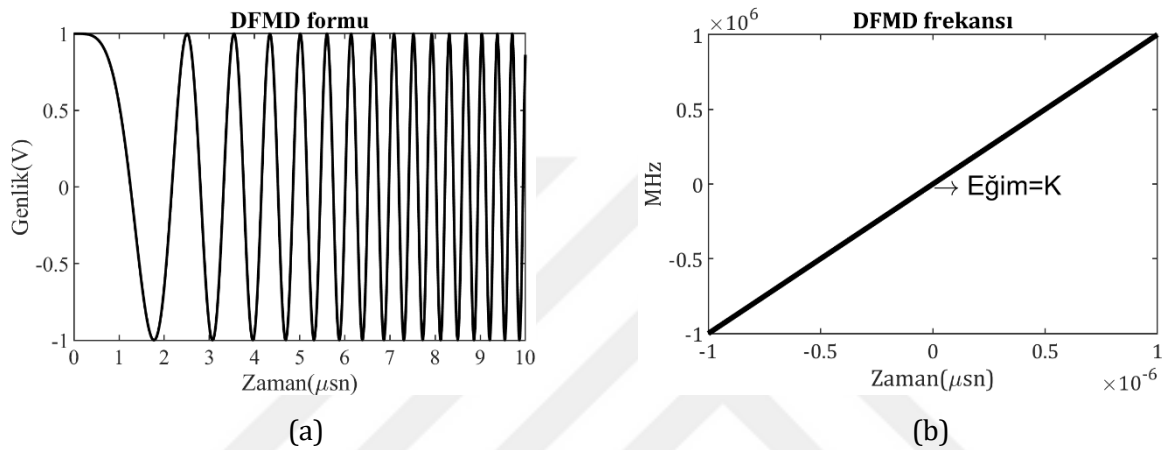 DFMD formu
Genlik(V)
1
0.5
0
-0.5
-1
0 1 2 3 4 5 6 7 8 9 10
Zaman(μsn)
(a)
×10⁶
DFMD frekansı
MHz
1
0.5
0
-0.5
-1
→ Eğim=K
-1 -0.5 0 0.5 1
Zaman(μsn)
×10⁻⁶
(b)